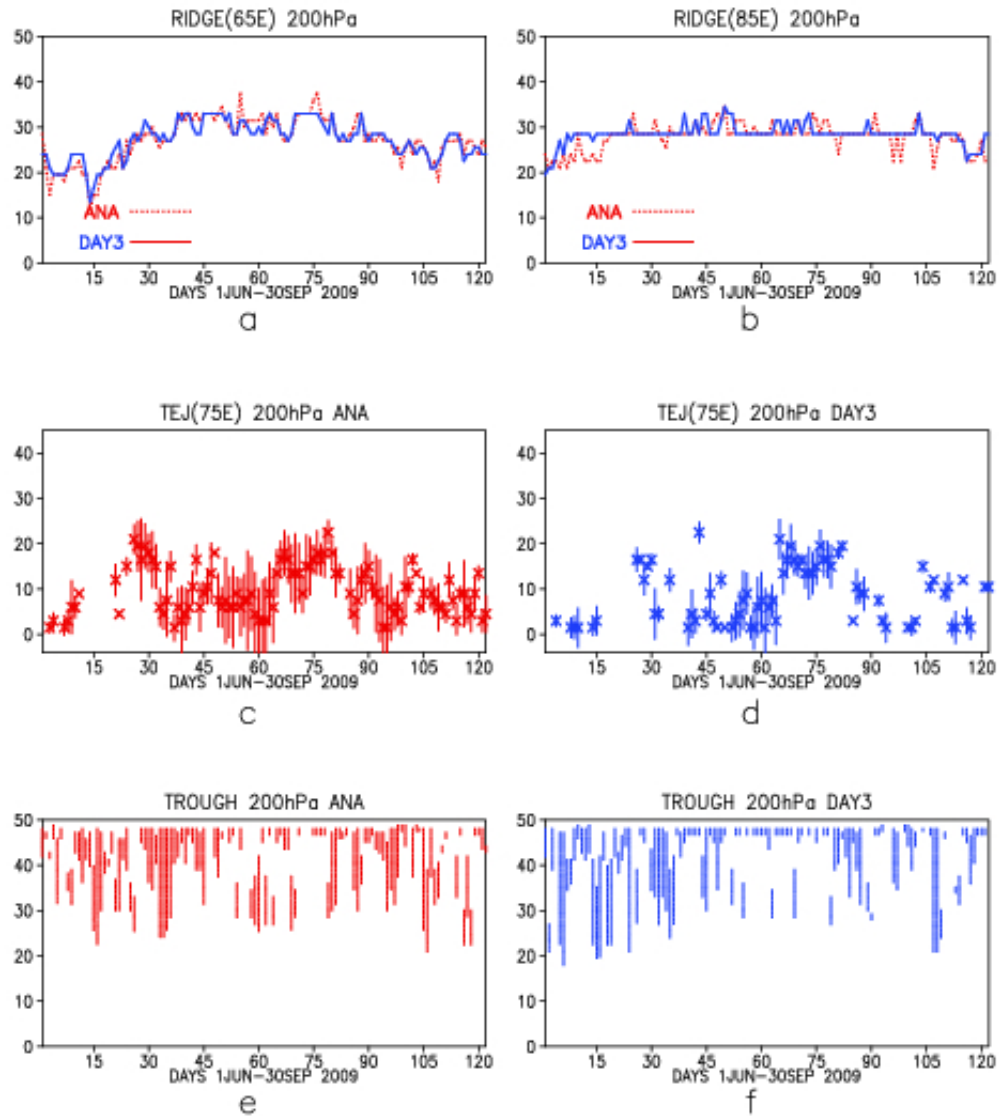 RIDGE(65E) 200hPa
50
40
30
20
10
0
ANA
DAY3
15 30 45 60 75 90 105 120
DAYS 1JUN-30SEP 2009
a
RIDGE(85E) 200hPa
50
40
30
20
10
0
ANA
DAY3
15 30 45 60 75 90 105 120
DAYS 1JUN-30SEP 2009
b
TEJ(75E) 200hPa ANA
40
30
20
10
0
15 30 45 60 75 90 105 120
DAYS 1JUN-30SEP 2009
c
TEJ(75E) 200hPa DAY3
40
30
20
10
0
15 30 45 60 75 90 105 120
DAYS 1JUN-30SEP 2009
d
TROUGH 200hPa ANA
50
40
30
20
10
0
15 30 45 60 75 90 105 120
DAYS 1JUN-30SEP 2009
e
TROUGH 200hPa DAY3
50
40
30
20
10
0
15 30 45 60 75 90 105 120
DAYS 1JUN-30SEP 2009
f